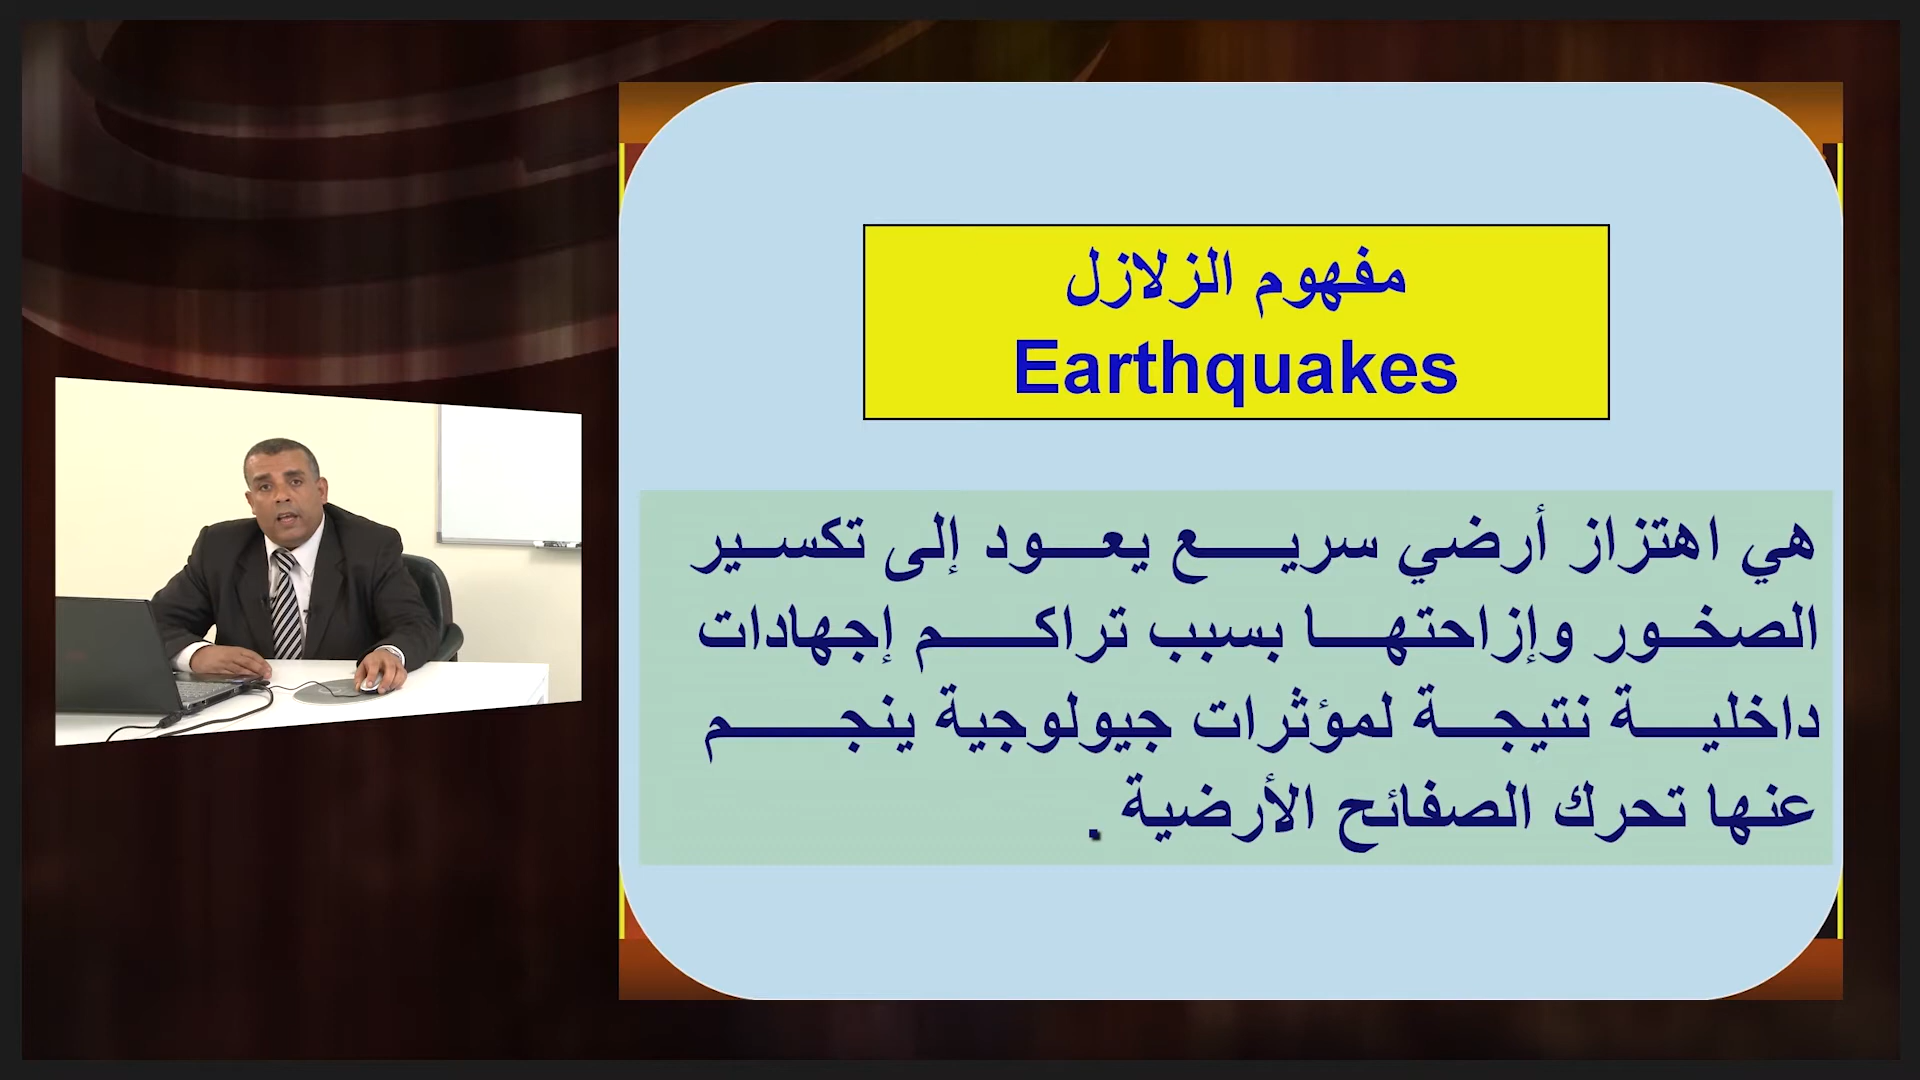 مفهوم الزلازل
Earthquakes
هي اهتزاز أرضي سريع يعود إلى تكسير
الصخور وإزاحتها بسبب تراكم إجهادات
داخلية نتيجة لمؤثرات جيولوجية ينجم
عنها تحرك الصفائح الأرضية .